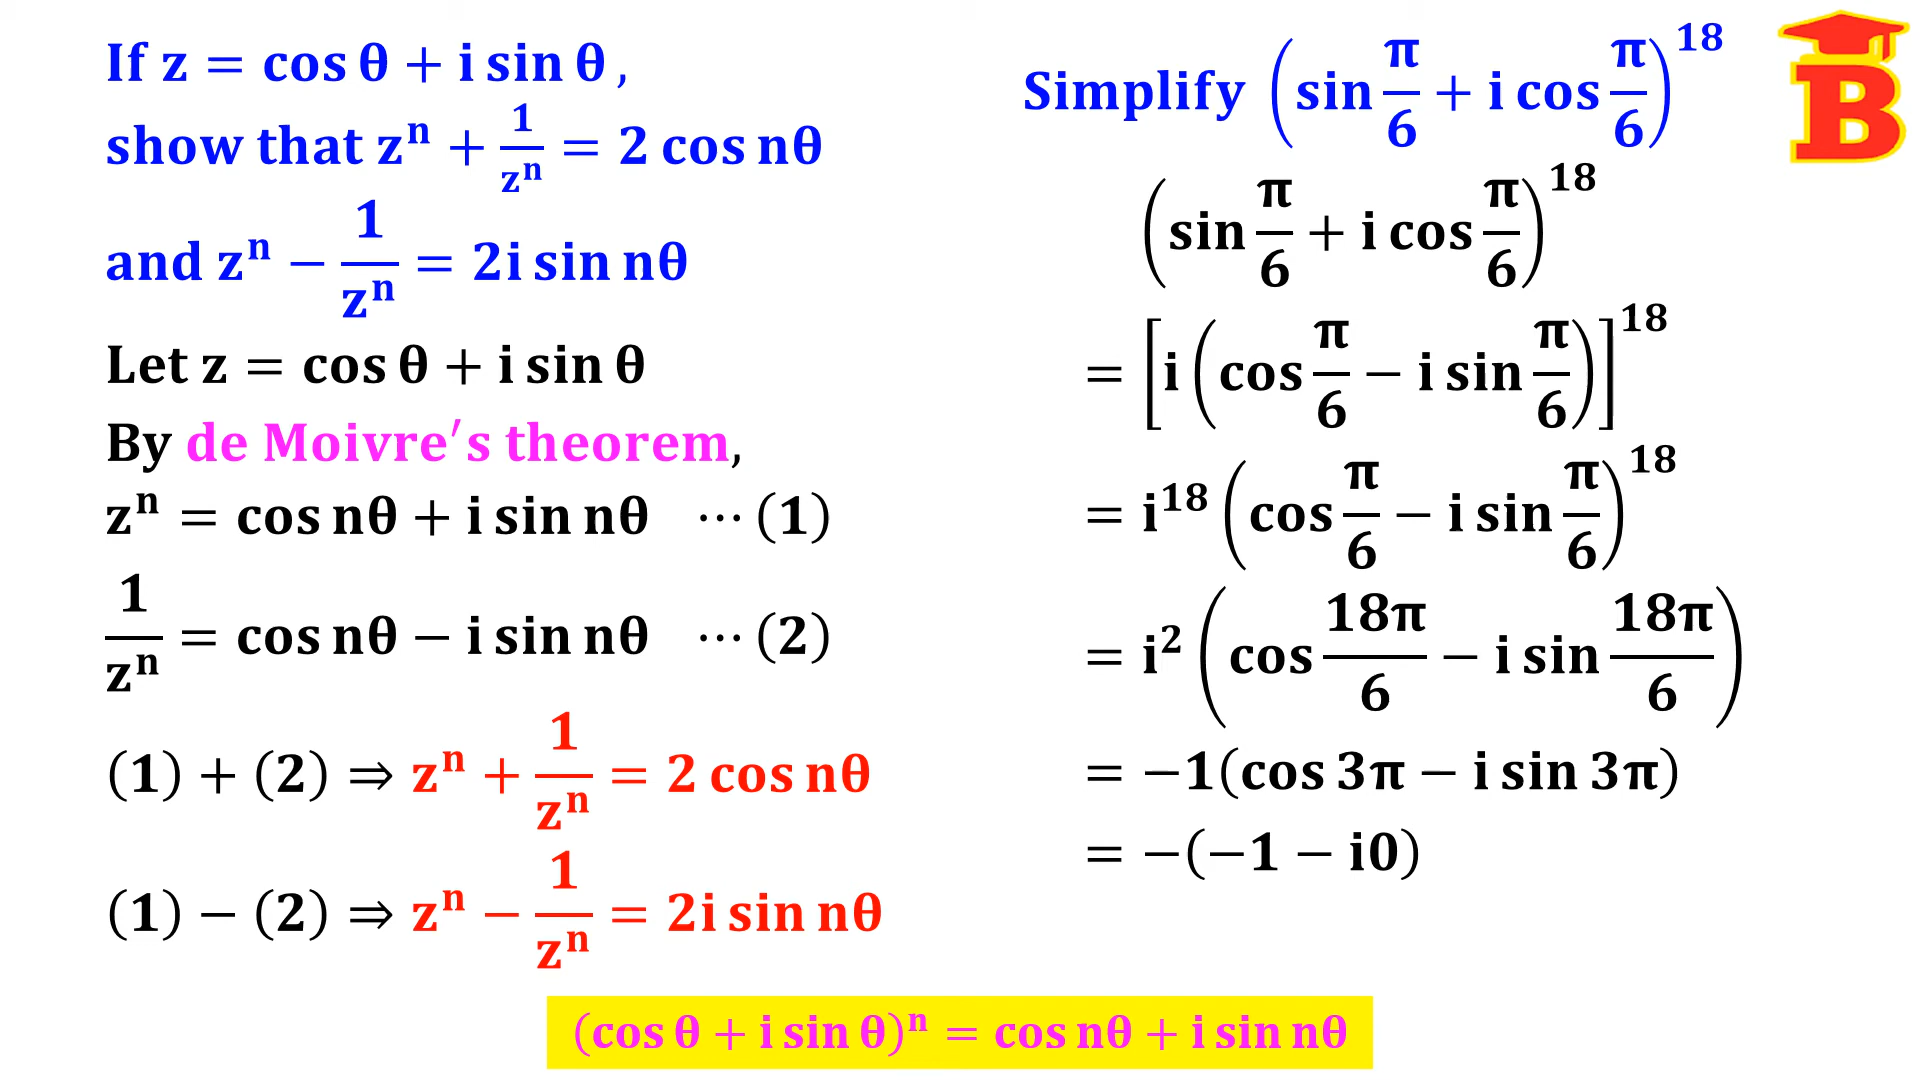 If z = cos θ + i sin θ ,
show that zⁿ + 1/zⁿ = 2 cos nθ
and zⁿ − 1/zⁿ = 2i sin nθ
Let z = cos θ + i sin θ
By de Moivre′s theorem,
zⁿ = cos nθ + i sin nθ ⋯ (1)
1/zⁿ = cos nθ − i sin nθ ⋯ (2)
(1) + (2) ⇒ zⁿ + 1/zⁿ = 2 cos nθ
(1) − (2) ⇒ zⁿ − 1/zⁿ = 2i sin nθ
Simplify (sin π/6 + i cos π/6)¹⁸
(sin π/6 + i cos π/6)¹⁸
= [i (cos π/6 − i sin π/6)]¹⁸
= i¹⁸ (cos π/6 − i sin π/6)¹⁸
= i² (cos 18π/6 − i sin 18π/6)
= −1(cos 3π − i sin 3π)
= −(−1 − i0)
B
(cos θ + i sin θ)ⁿ = cos nθ + i sin nθ